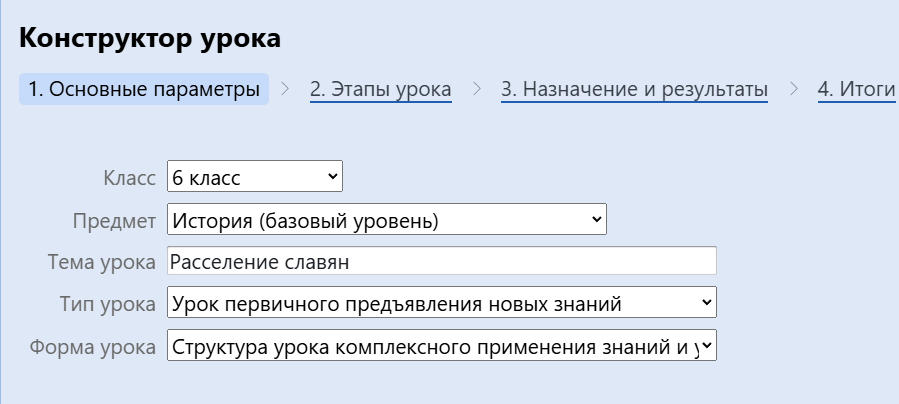 Конструктор урока
1. Основные параметры > 2. Этапы урока > 3. Назначение и результаты > 4. Итоги
Класс 6 класс
Предмет История (базовый уровень)
Тема урока Расселение славян
Тип урока Урок первичного предъявления новых знаний
Форма урока Структура урока комплексного применения знаний и